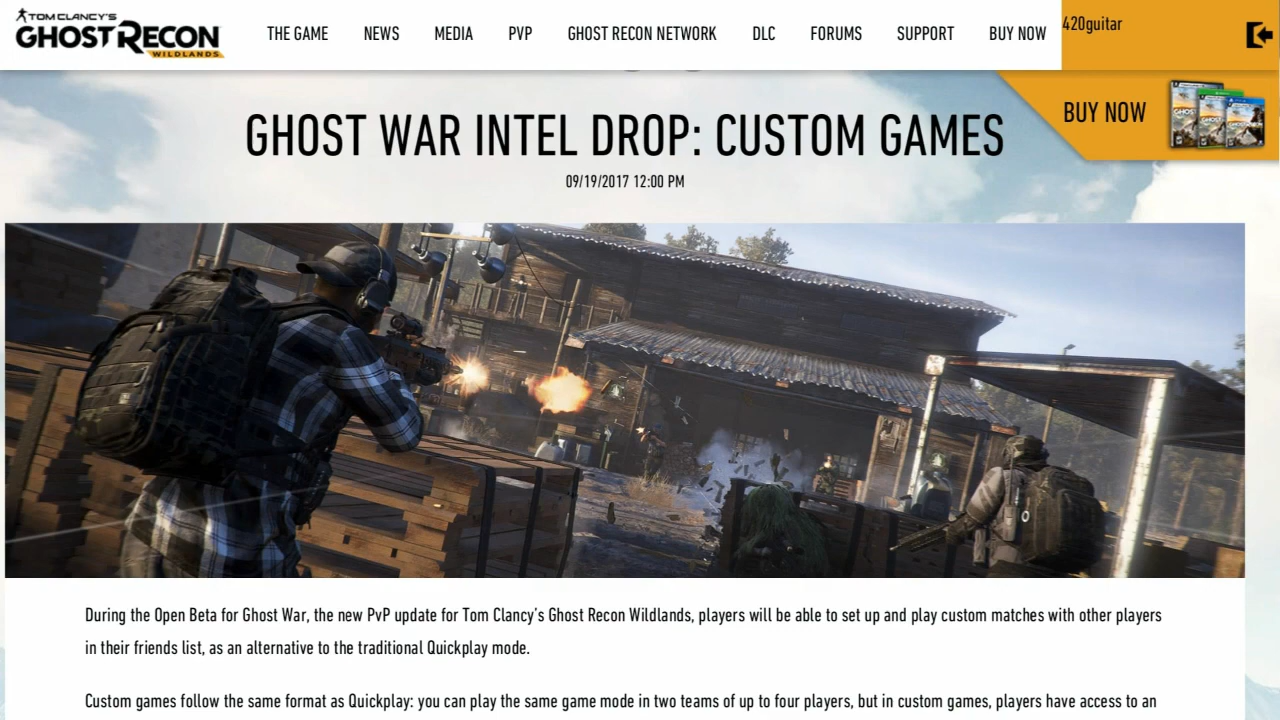 TOM CLANCY'S
GHOST RECON
WILDLANDS
THE GAME NEWS MEDIA PVP GHOST RECON NETWORK DLC FORUMS SUPPORT BUY NOW
420guitar
BUY NOW
GHOST WAR INTEL DROP: CUSTOM GAMES
09/19/2017 12:00 PM
During the Open Beta for Ghost War, the new PvP update for Tom Clancy's Ghost Recon Wildlands, players will be able to set up and play custom matches with other players
in their friends list, as an alternative to the traditional Quickplay mode.
Custom games follow the same format as Quickplay: you can play the same game mode in two teams of up to four players, but in custom games, players have access to an